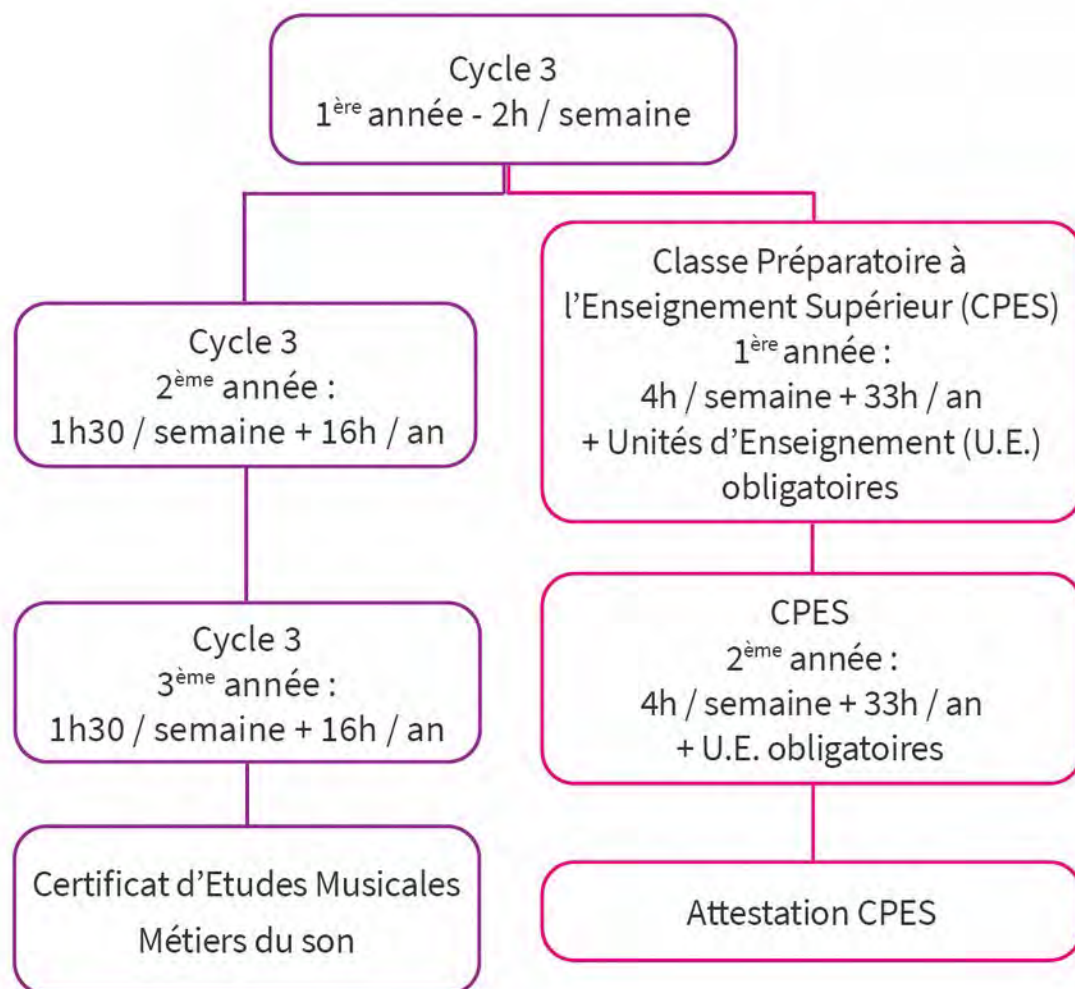 Cycle 3
1ère année - 2h / semaine
Cycle 3
2ème année :
1h30 / semaine + 16h / an
Cycle 3
3ème année :
1h30 / semaine + 16h / an
Certificat d'Etudes Musicales
Métiers du son
Classe Préparatoire à
l'Enseignement Supérieur (CPES)
1ère année :
4h / semaine + 33h / an
+ Unités d'Enseignement (U.E.)
obligatoires
CPES
2ème année :
4h / semaine + 33h / an
+ U.E. obligatoires
Attestation CPES